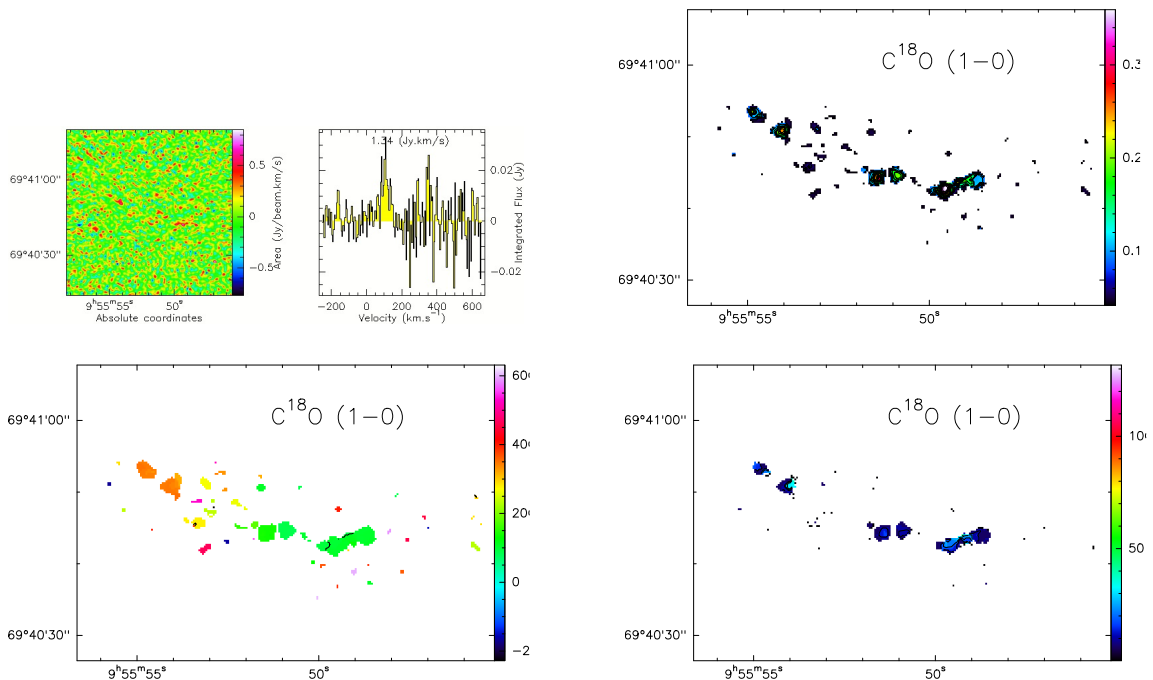 1.34 (Jy.km/s)
69°41'00"
69°40'30"
0.5
0
−0.5
Area (Jy/beam.km/s)
9ʰ55ᵐ55ˢ
50ˢ
Absolute coordinates
0.02
0
−0.02
Integrated Flux (Jy)
−200
0
200
400
600
Velocity (km.s⁻¹)
C¹⁸O (1−0)
69°41'00"
69°40'30"
9ʰ55ᵐ55ˢ
50ˢ
0.3
0.2
0.1
C¹⁸O (1−0)
69°41'00"
69°40'30"
9ʰ55ᵐ55ˢ
50ˢ
200
0
C¹⁸O (1−0)
69°41'00"
69°40'30"
9ʰ55ᵐ55ˢ
50ˢ
50